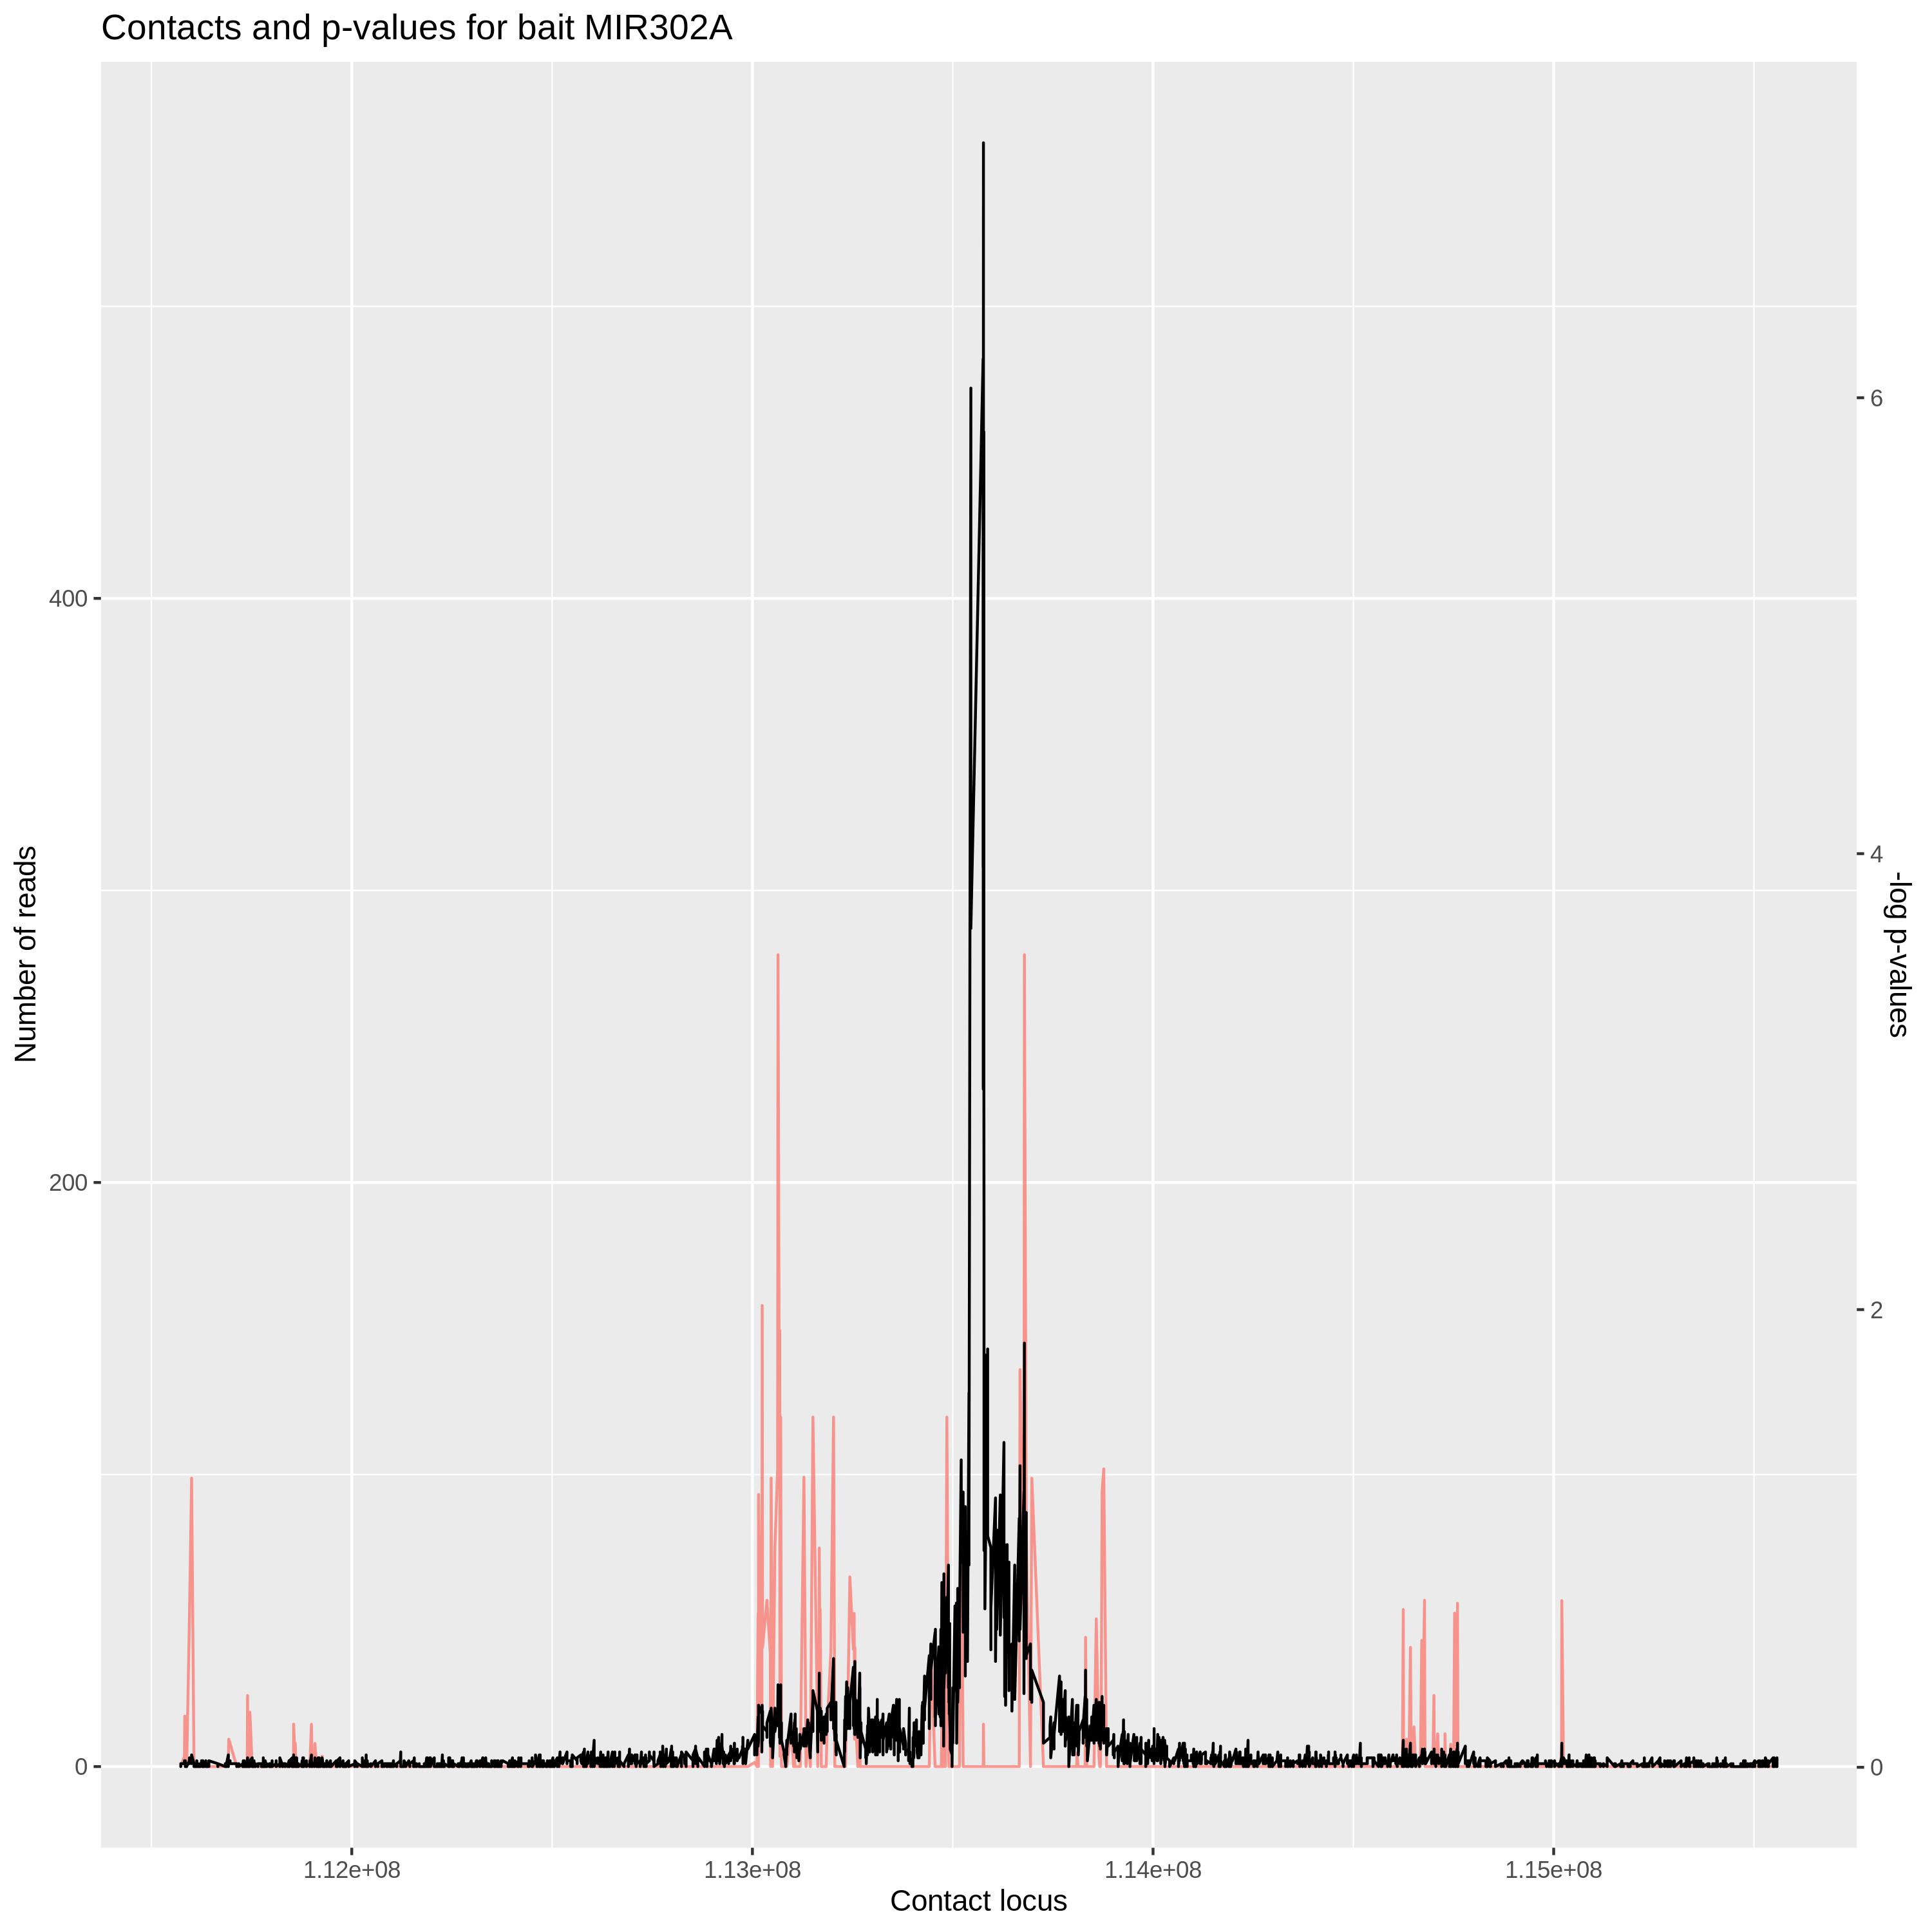 Contacts and p-values for bait MIR302A
Number of reads
400
200
0
6
4
2
0
-log p-values
1.12e+08
1.13e+08
1.14e+08
1.15e+08
Contact locus